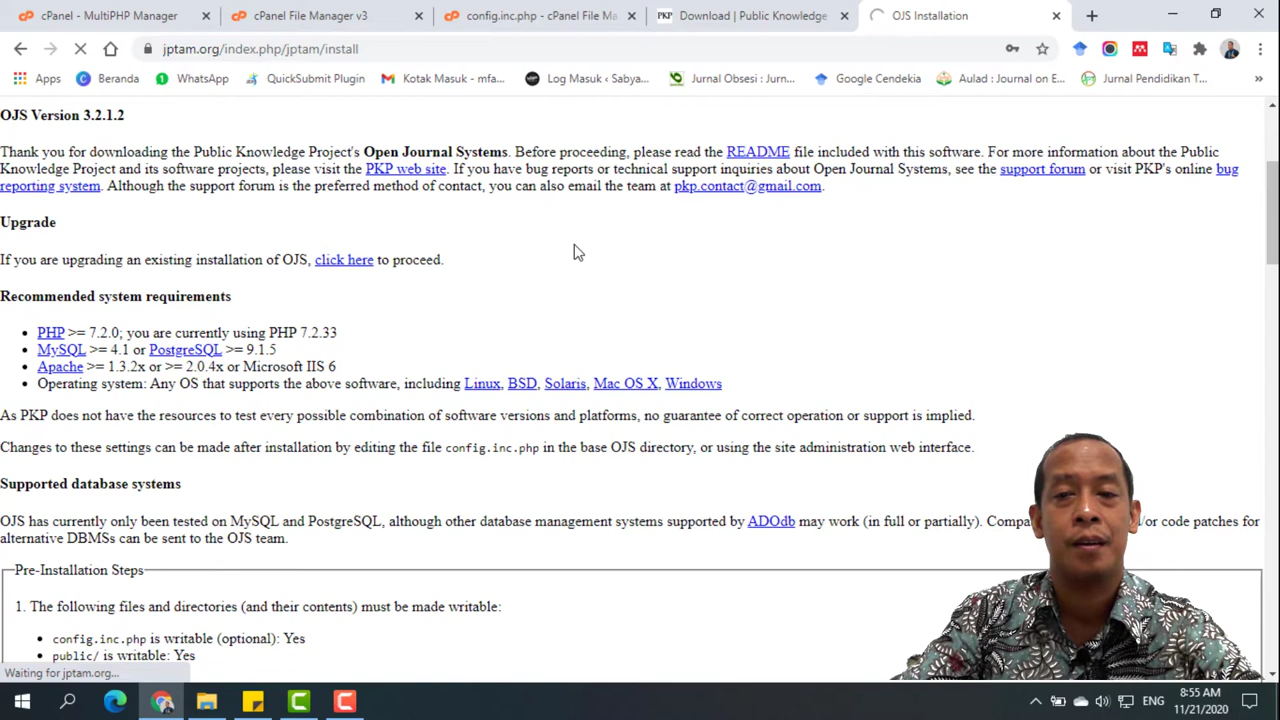 cPanel - MultiPHP Manager
cPanel File Manager v3
config.inc.php - cPanel File Ma
PKP Download | Public Knowledge
OJS Installation
jptam.org/index.php/jptam/install
Apps
Beranda
WhatsApp
QuickSubmit Plugin
Kotak Masuk - mfa...
Log Masuk ‹ Sabya...
Jurnal Obsesi : Jurn...
Google Cendekia
Aulad : Journal on E...
Jurnal Pendidikan T...
OJS Version 3.2.1.2
Thank you for downloading the Public Knowledge Project's Open Journal Systems. Before proceeding, please read the README file included with this software. For more information about the Public
Knowledge Project and its software projects, please visit the PKP web site. If you have bug reports or technical support inquiries about Open Journal Systems, see the support forum or visit PKP's online bug
reporting system. Although the support forum is the preferred method of contact, you can also email the team at pkp.contact@gmail.com.
Upgrade
If you are upgrading an existing installation of OJS, click here to proceed.
Recommended system requirements
• PHP >= 7.2.0; you are currently using PHP 7.2.33
• MySQL >= 4.1 or PostgreSQL >= 9.1.5
• Apache >= 1.3.2x or >= 2.0.4x or Microsoft IIS 6
• Operating system: Any OS that supports the above software, including Linux, BSD, Solaris, Mac OS X, Windows
As PKP does not have the resources to test every possible combination of software versions and platforms, no guarantee of correct operation or support is implied.
Changes to these settings can be made after installation by editing the file config.inc.php in the base OJS directory, or using the site administration web interface.
Supported database systems
OJS has currently only been tested on MySQL and PostgreSQL, although other database management systems supported by ADOdb may work (in full or partially). Compa /or code patches for
alternative DBMSs can be sent to the OJS team.
Pre-Installation Steps
1. The following files and directories (and their contents) must be made writable:
• config.inc.php is writable (optional): Yes
• public/ is writable: Yes
Waiting for jptam.org...
ENG
8:55 AM
11/21/2020